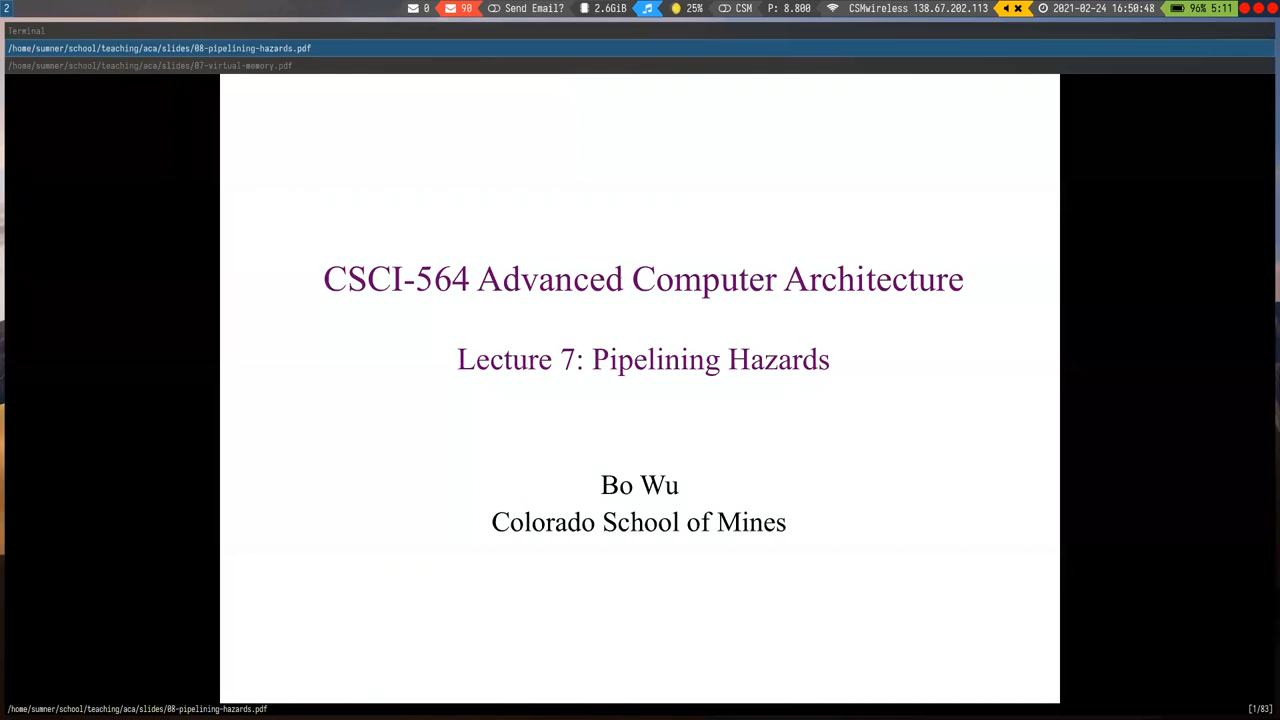 2
0
90
Send Email?
2.6GiB
25%
CSM
P: 8.800
CSMwireless 138.67.202.113
2021-02-24 16:50:48
96% 5:11
Terminal
/home/sumner/school/teaching/aca/slides/08-pipelining-hazards.pdf
/home/sumner/school/teaching/aca/slides/07-virtual-memory.pdf
CSCI-564 Advanced Computer Architecture
Lecture 7: Pipelining Hazards
Bo Wu
Colorado School of Mines
/home/sumner/school/teaching/aca/slides/08-pipelining-hazards.pdf
[1/83]